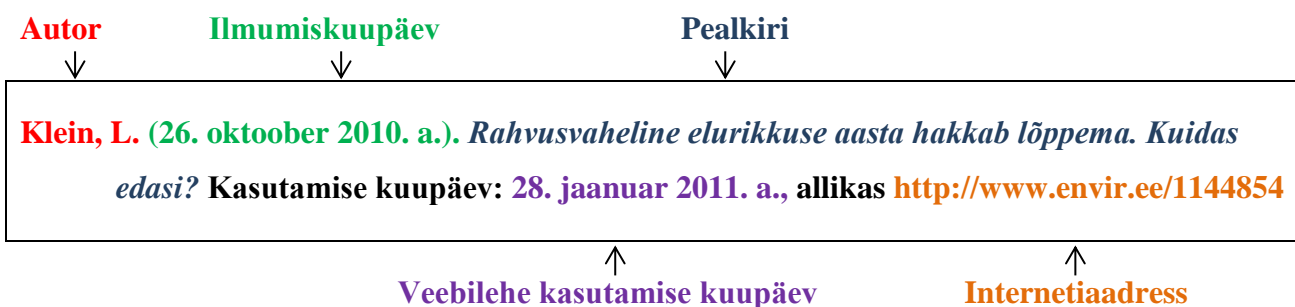 Autor Ilmumiskuupäev Pealkiri
Klein, L. (26. oktoober 2010. a.). Rahvusvaheline elurikkuse aasta hakkab lõppema. Kuidas
edasi? Kasutamise kuupäev: 28. jaanuar 2011. a., allikas http://www.envir.ee/1144854
Veebilehe kasutamise kuupäev Internetiaadress